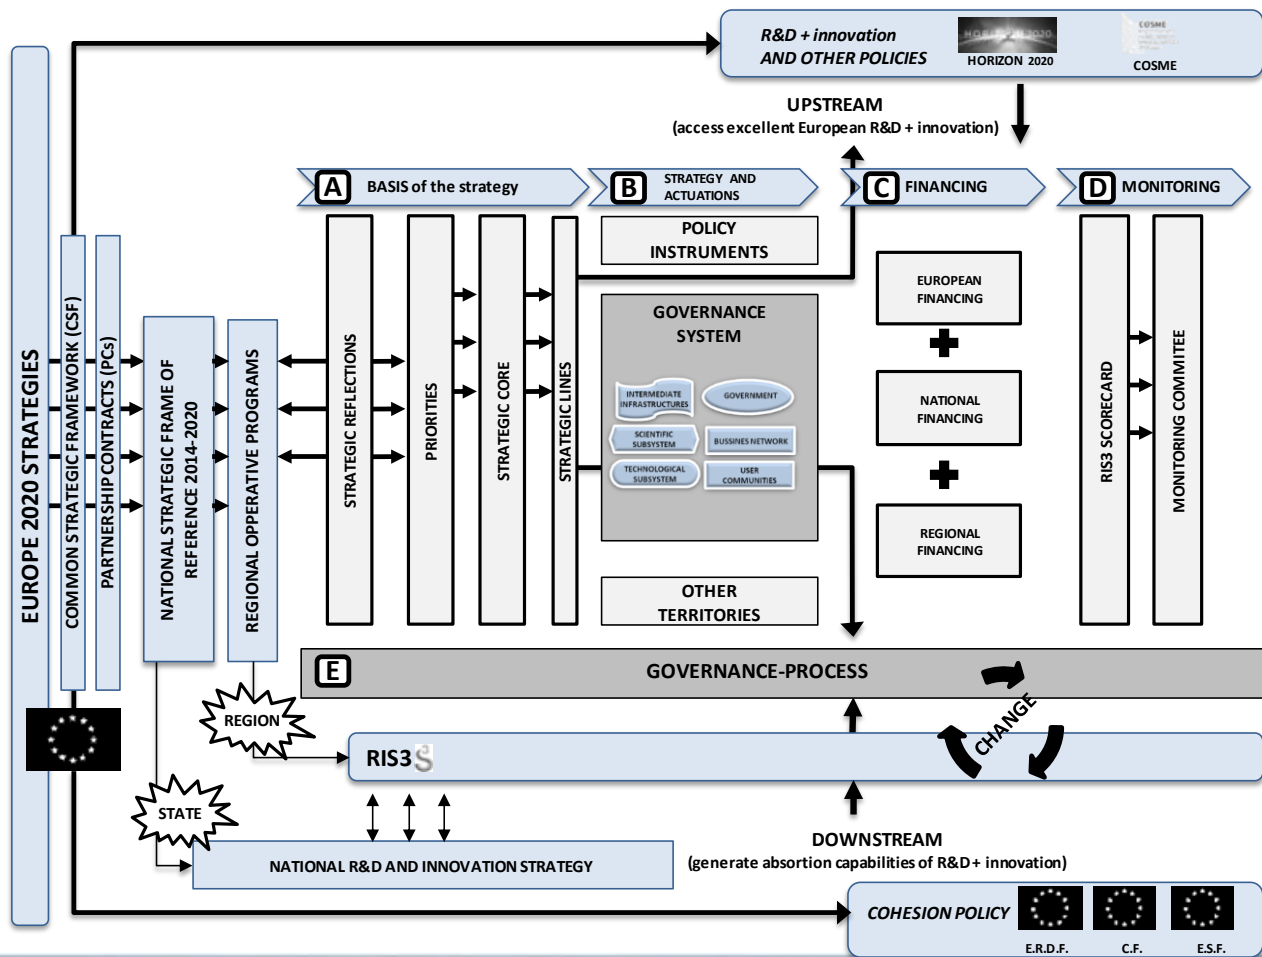 R&D + innovation
AND OTHER POLICIES
HORIZON 2020
HORIZON 2020
COSME
COSME
UPSTREAM
(access excellent European R&D + innovation)
A
BASIS of the strategy
B
STRATEGY AND
ACTUATIONS
C
FINANCING
D
MONITORING
EUROPE 2020 STRATEGIES
COMMON STRATEGIC FRAMEWORK (CSF)
PARTNERSHIP CONTRACTS (PCs)
NATIONAL STRATEGIC FRAME OF
REFERENCE 2014-2020
REGIONAL OPPERATIVE PROGRAMS
STRATEGIC REFLECTIONS
PRIORITIES
STRATEGIC CORE
STRATEGIC LINES
POLICY
INSTRUMENTS
GOVERNANCE
SYSTEM
INTERMEDIATE
INFRASTRUCTURES
GOVERNMENT
SCIENTIFIC
SUBSYSTEM
BUSSINES NETWORK
TECHNOLOGICAL
SUBSYSTEM
USER
COMMUNITIES
OTHER
TERRITORIES
EUROPEAN
FINANCING
NATIONAL
FINANCING
REGIONAL
FINANCING
RIS3 SCORECARD
MONITORING COMMITEE
E
GOVERNANCE-PROCESS
REGION
RIS3
S
CHANGE
STATE
NATIONAL R&D AND INNOVATION STRATEGY
DOWNSTREAM
(generate absortion capabilities of R&D + innovation)
COHESION POLICY
E.R.D.F.
C.F.
E.S.F.